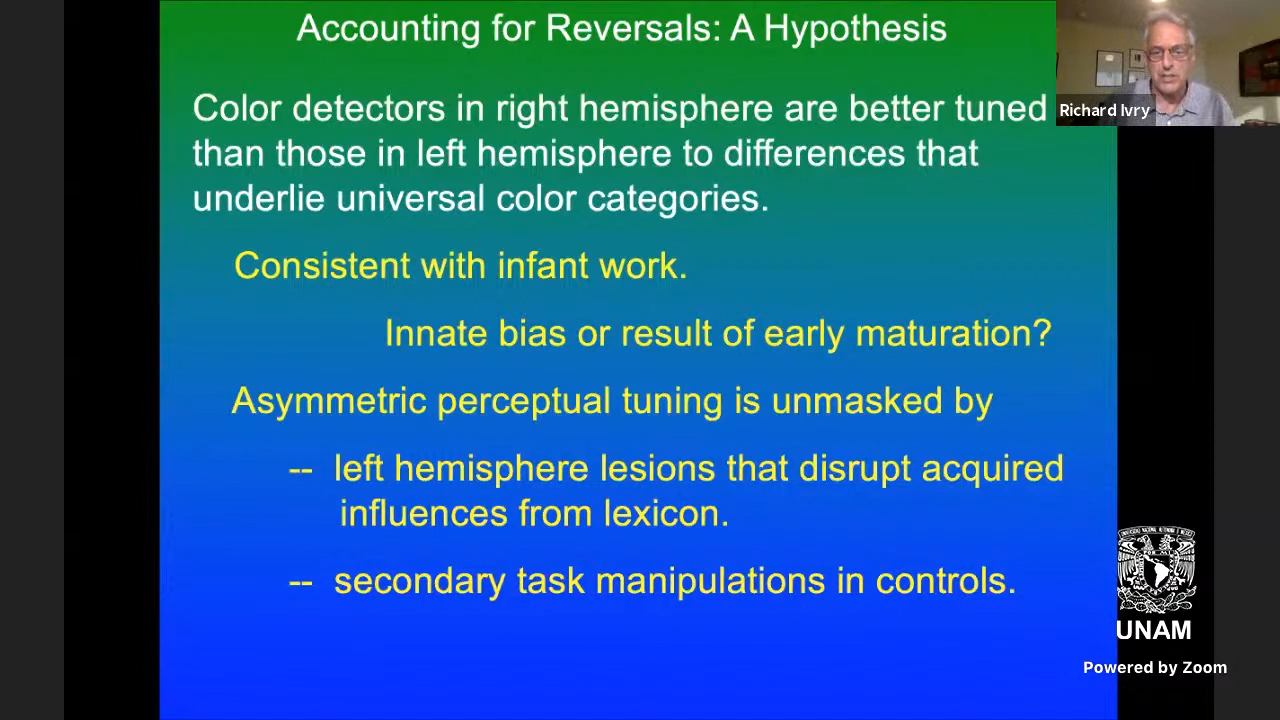 Accounting for Reversals: A Hypothesis
Richard Ivry
Color detectors in right hemisphere are better tuned
than those in left hemisphere to differences that
underlie universal color categories.
Consistent with infant work.
Innate bias or result of early maturation?
Asymmetric perceptual tuning is unmasked by
-- left hemisphere lesions that disrupt acquired
influences from lexicon.
-- secondary task manipulations in controls.
UNAM
Powered by Zoom